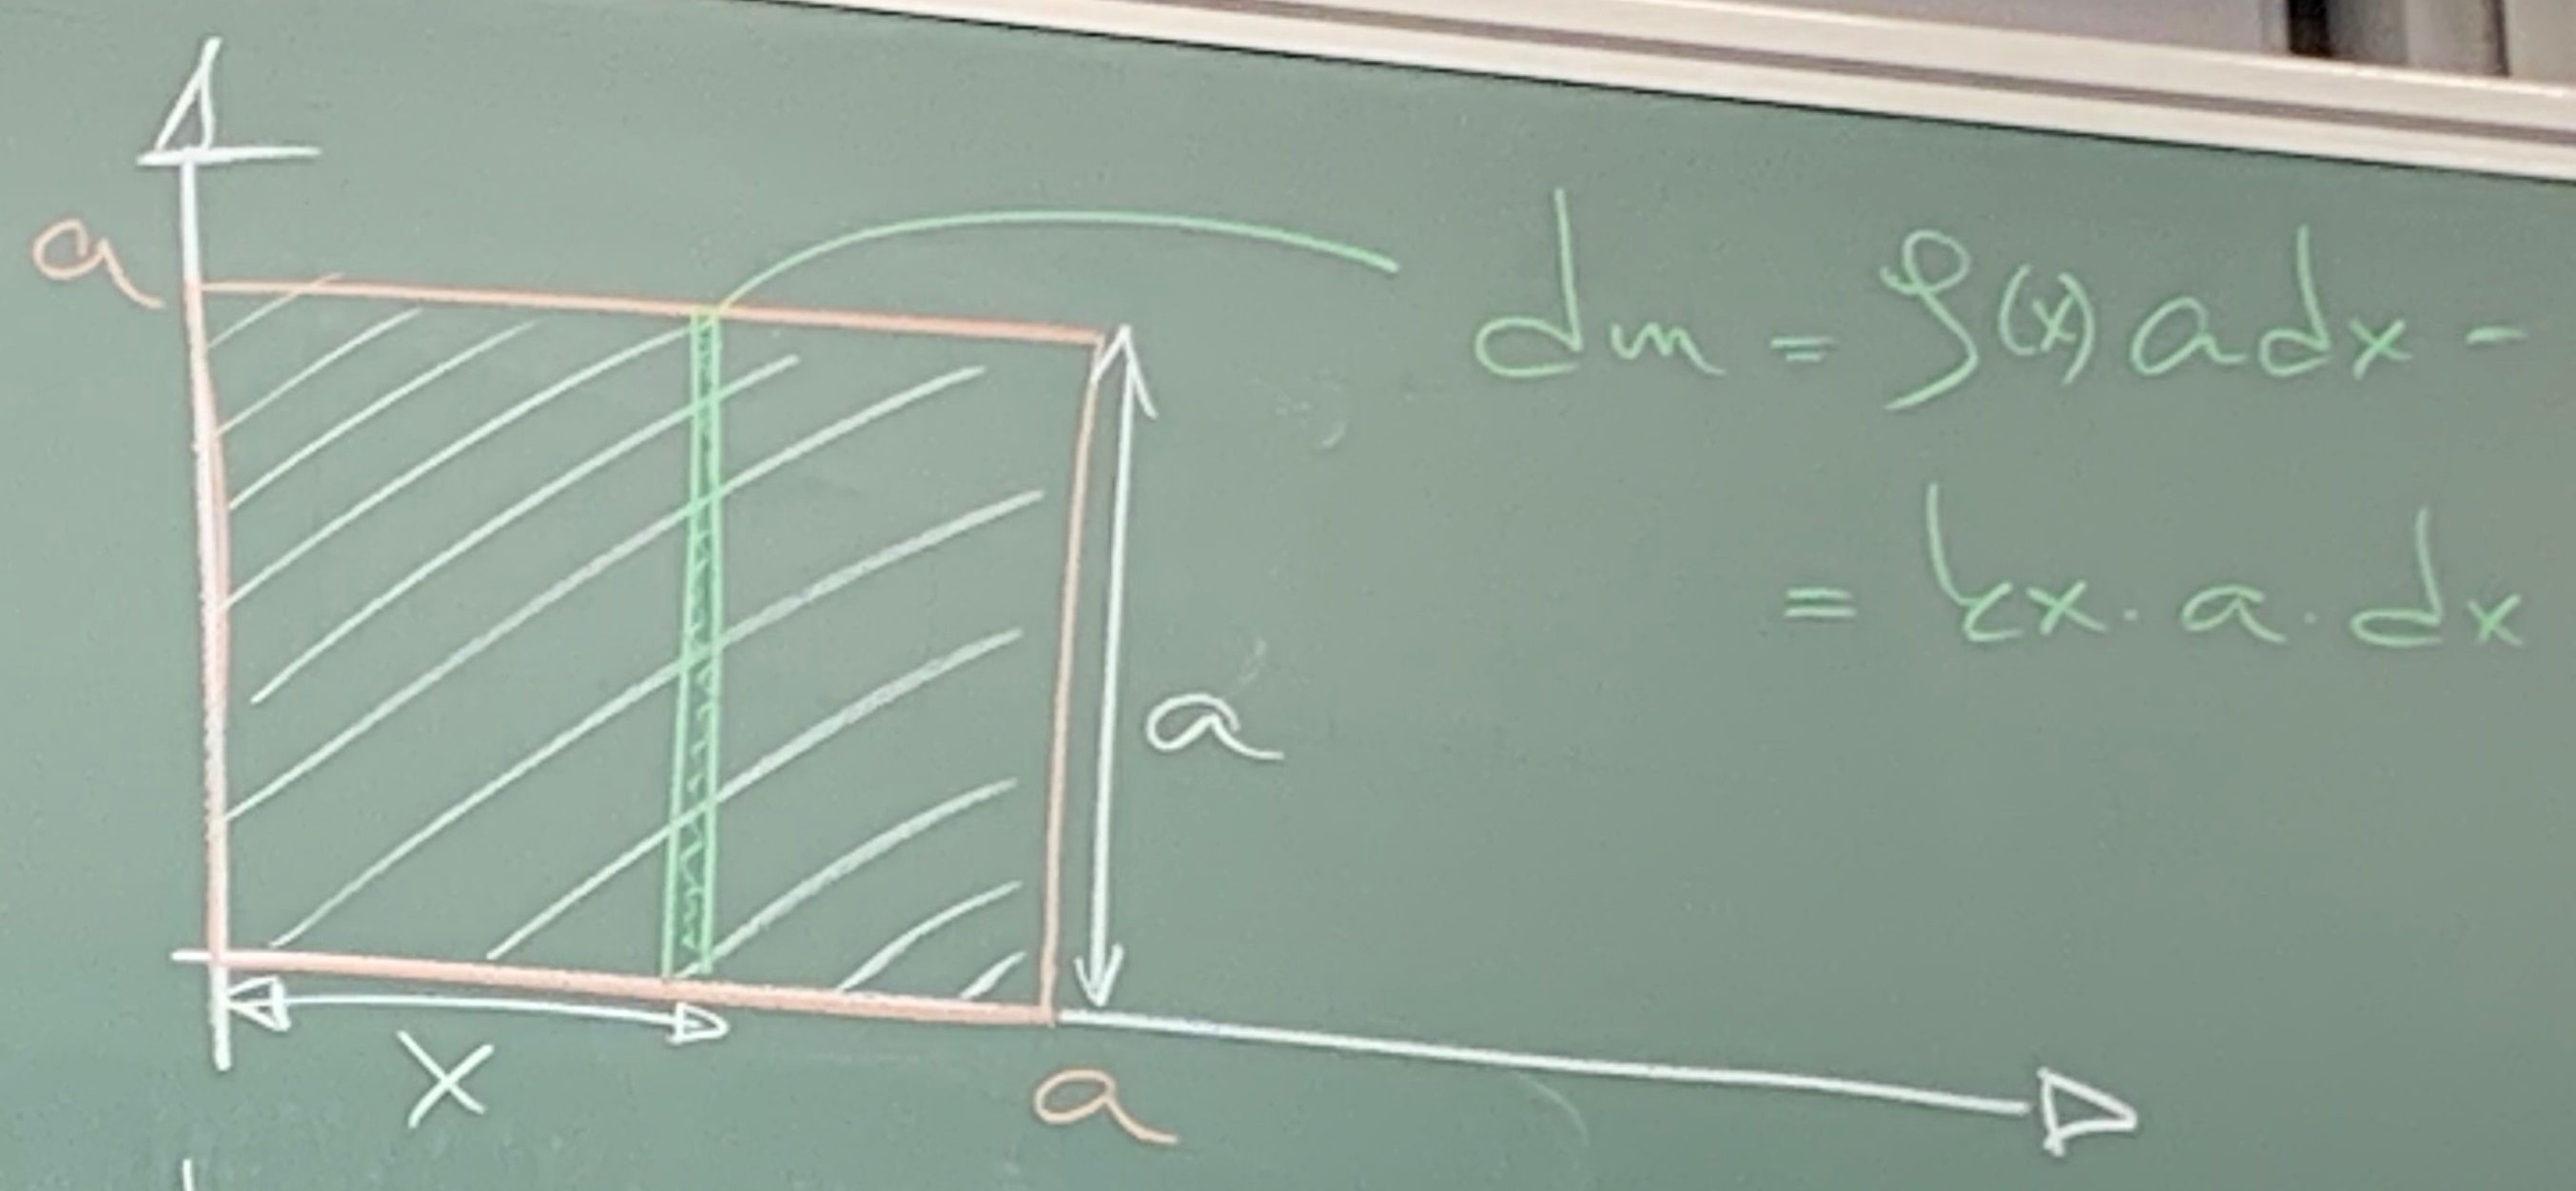 a
dm = ρ(x) a dx -
= kx · a · dx
a
x
a